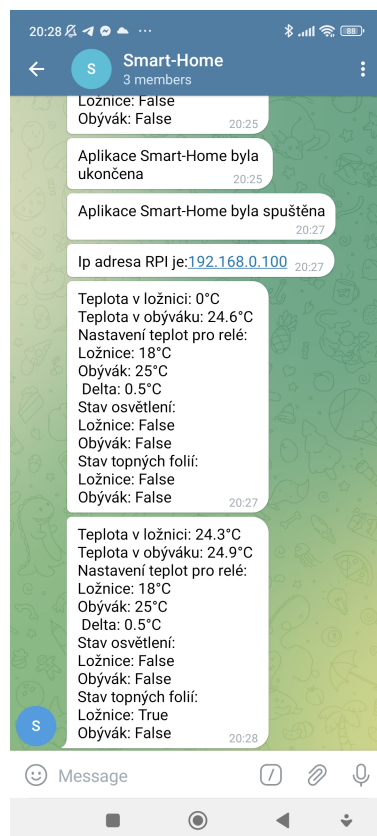 20:28
88
S
Smart-Home
3 members
Ložnice: False
Obývák: False
20:25
Aplikace Smart-Home byla
ukončena
20:25
Aplikace Smart-Home byla spuštěna
20:27
Ip adresa RPI je:192.168.0.100
20:27
Teplota v ložnici: 0°C
Teplota v obýváku: 24.6°C
Nastavení teplot pro relé:
Ložnice: 18°C
Obývák: 25°C
Delta: 0.5°C
Stav osvětlení:
Ložnice: False
Obývák: False
Stav topných folií:
Ložnice: False
Obývák: False
20:27
Teplota v ložnici: 24.3°C
Teplota v obýváku: 24.9°C
Nastavení teplot pro relé:
Ložnice: 18°C
Obývák: 25°C
Delta: 0.5°C
Stav osvětlení:
Ložnice: False
Obývák: False
Stav topných folií:
Ložnice: True
Obývák: False
20:28
S
Message